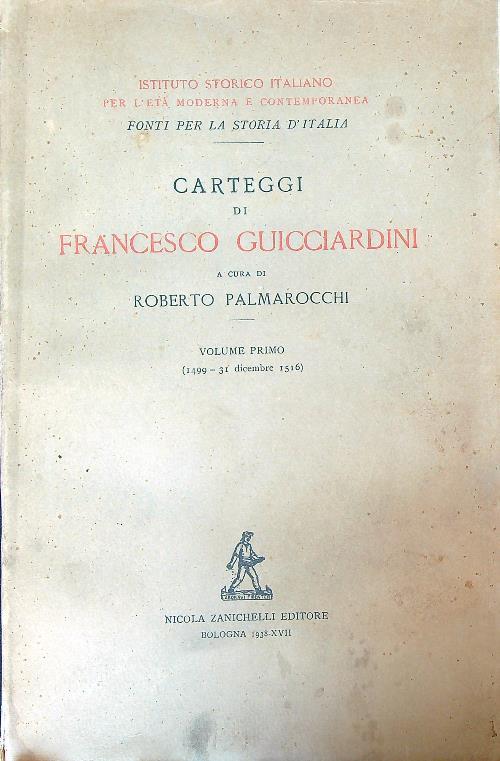 ISTITUTO STORICO ITALIANO
PER L'ETÀ MODERNA E CONTEMPORANEA
FONTI PER LA STORIA D'ITALIA
CARTEGGI
DI
FRANCESCO GUICCIARDINI
A CURA DI
ROBERTO PALMAROCCHI
VOLUME PRIMO
(1499 - 31 dicembre 1516)
NICOLA ZANICHELLI EDITORE
BOLOGNA 1938-XVII